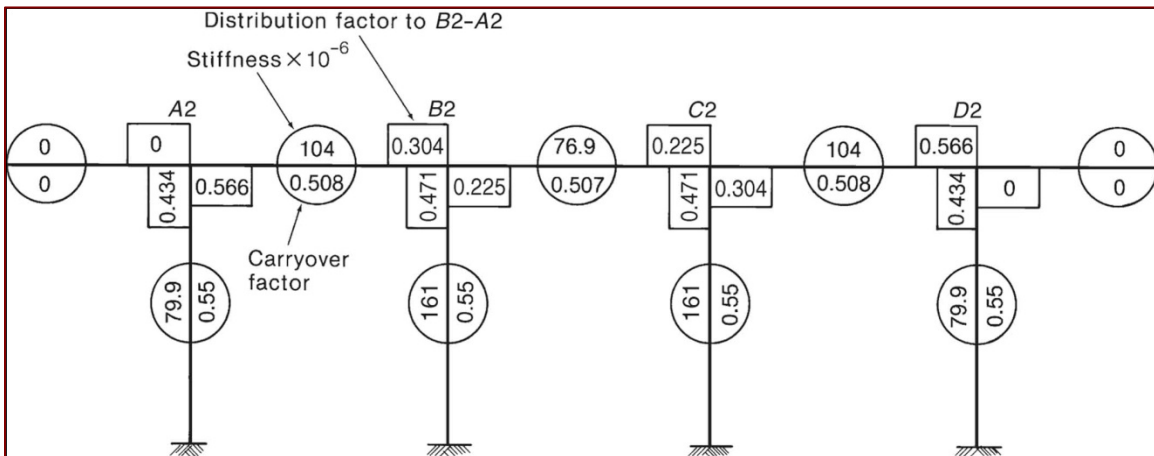 Distribution factor to B2–A2
Stiffness × 10⁻⁶
A2 B2 C2 D2
0 0 104 0.304 76.9 0.225 104 0.566 0
0 0.434 0.566 0.508 0.471 0.225 0.507 0.471 0.304 0.508 0.434 0 0
Carryover
factor
79.9 0.55 161 0.55 161 0.55 79.9 0.55